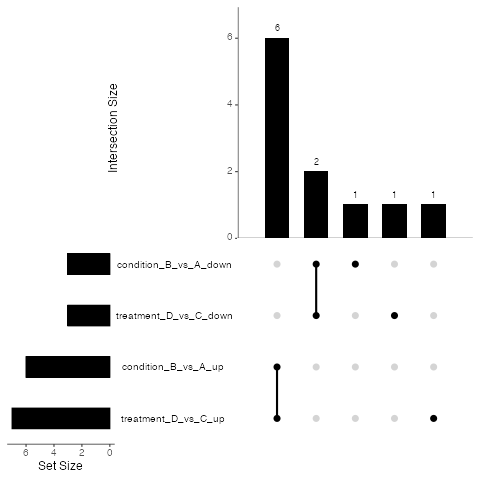 6
6
4
2
2
1 1 1
0
Intersection Size
condition_B_vs_A_down
treatment_D_vs_C_down
condition_B_vs_A_up
treatment_D_vs_C_up
6 4 2 0
Set Size